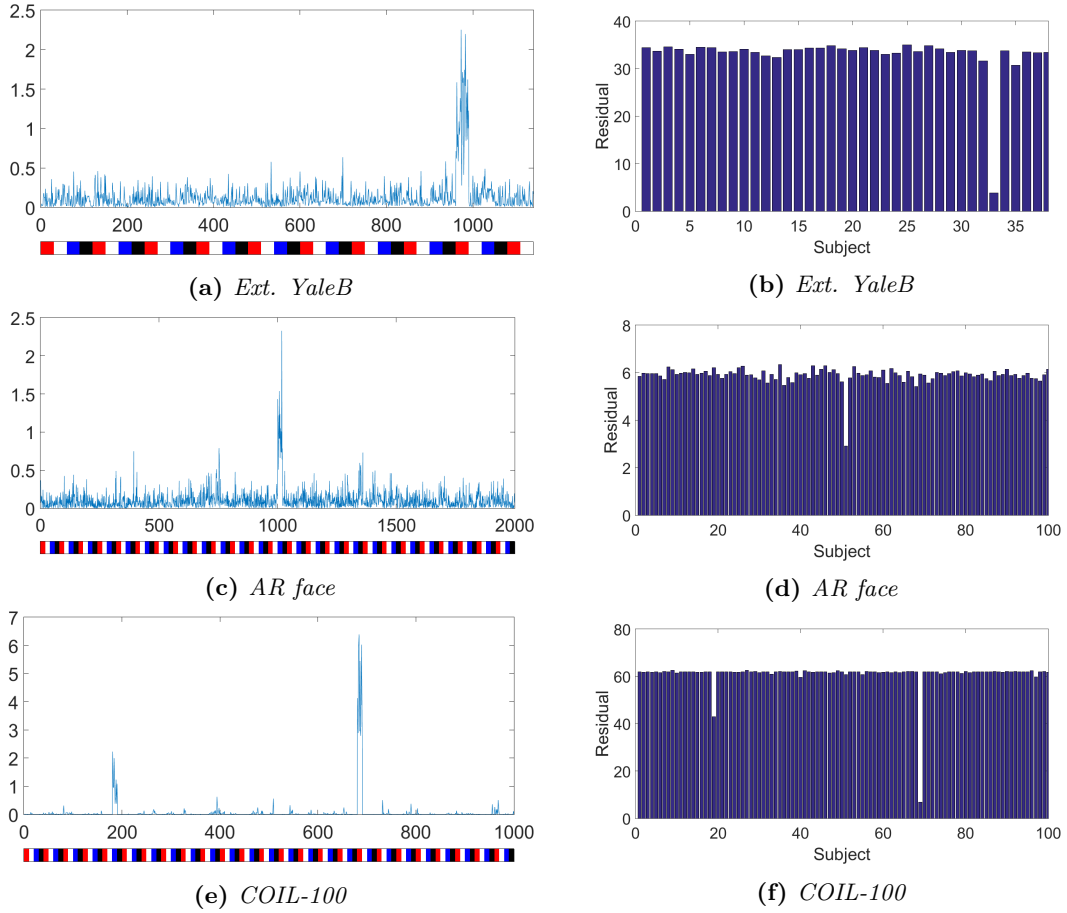 2.5
2
1.5
1
0.5
0
0 200 400 600 800 1000
(a) Ext. YaleB
Residual
40
30
20
10
0
0 5 10 15 20 25 30 35
Subject
(b) Ext. YaleB
2.5
2
1.5
1
0.5
0
0 500 1000 1500 2000
(c) AR face
Residual
8
6
4
2
0
0 20 40 60 80 100
Subject
(d) AR face
7
6
5
4
3
2
1
0
0 200 400 600 800 1000
(e) COIL-100
Residual
80
60
40
20
0
0 20 40 60 80 100
Subject
(f) COIL-100